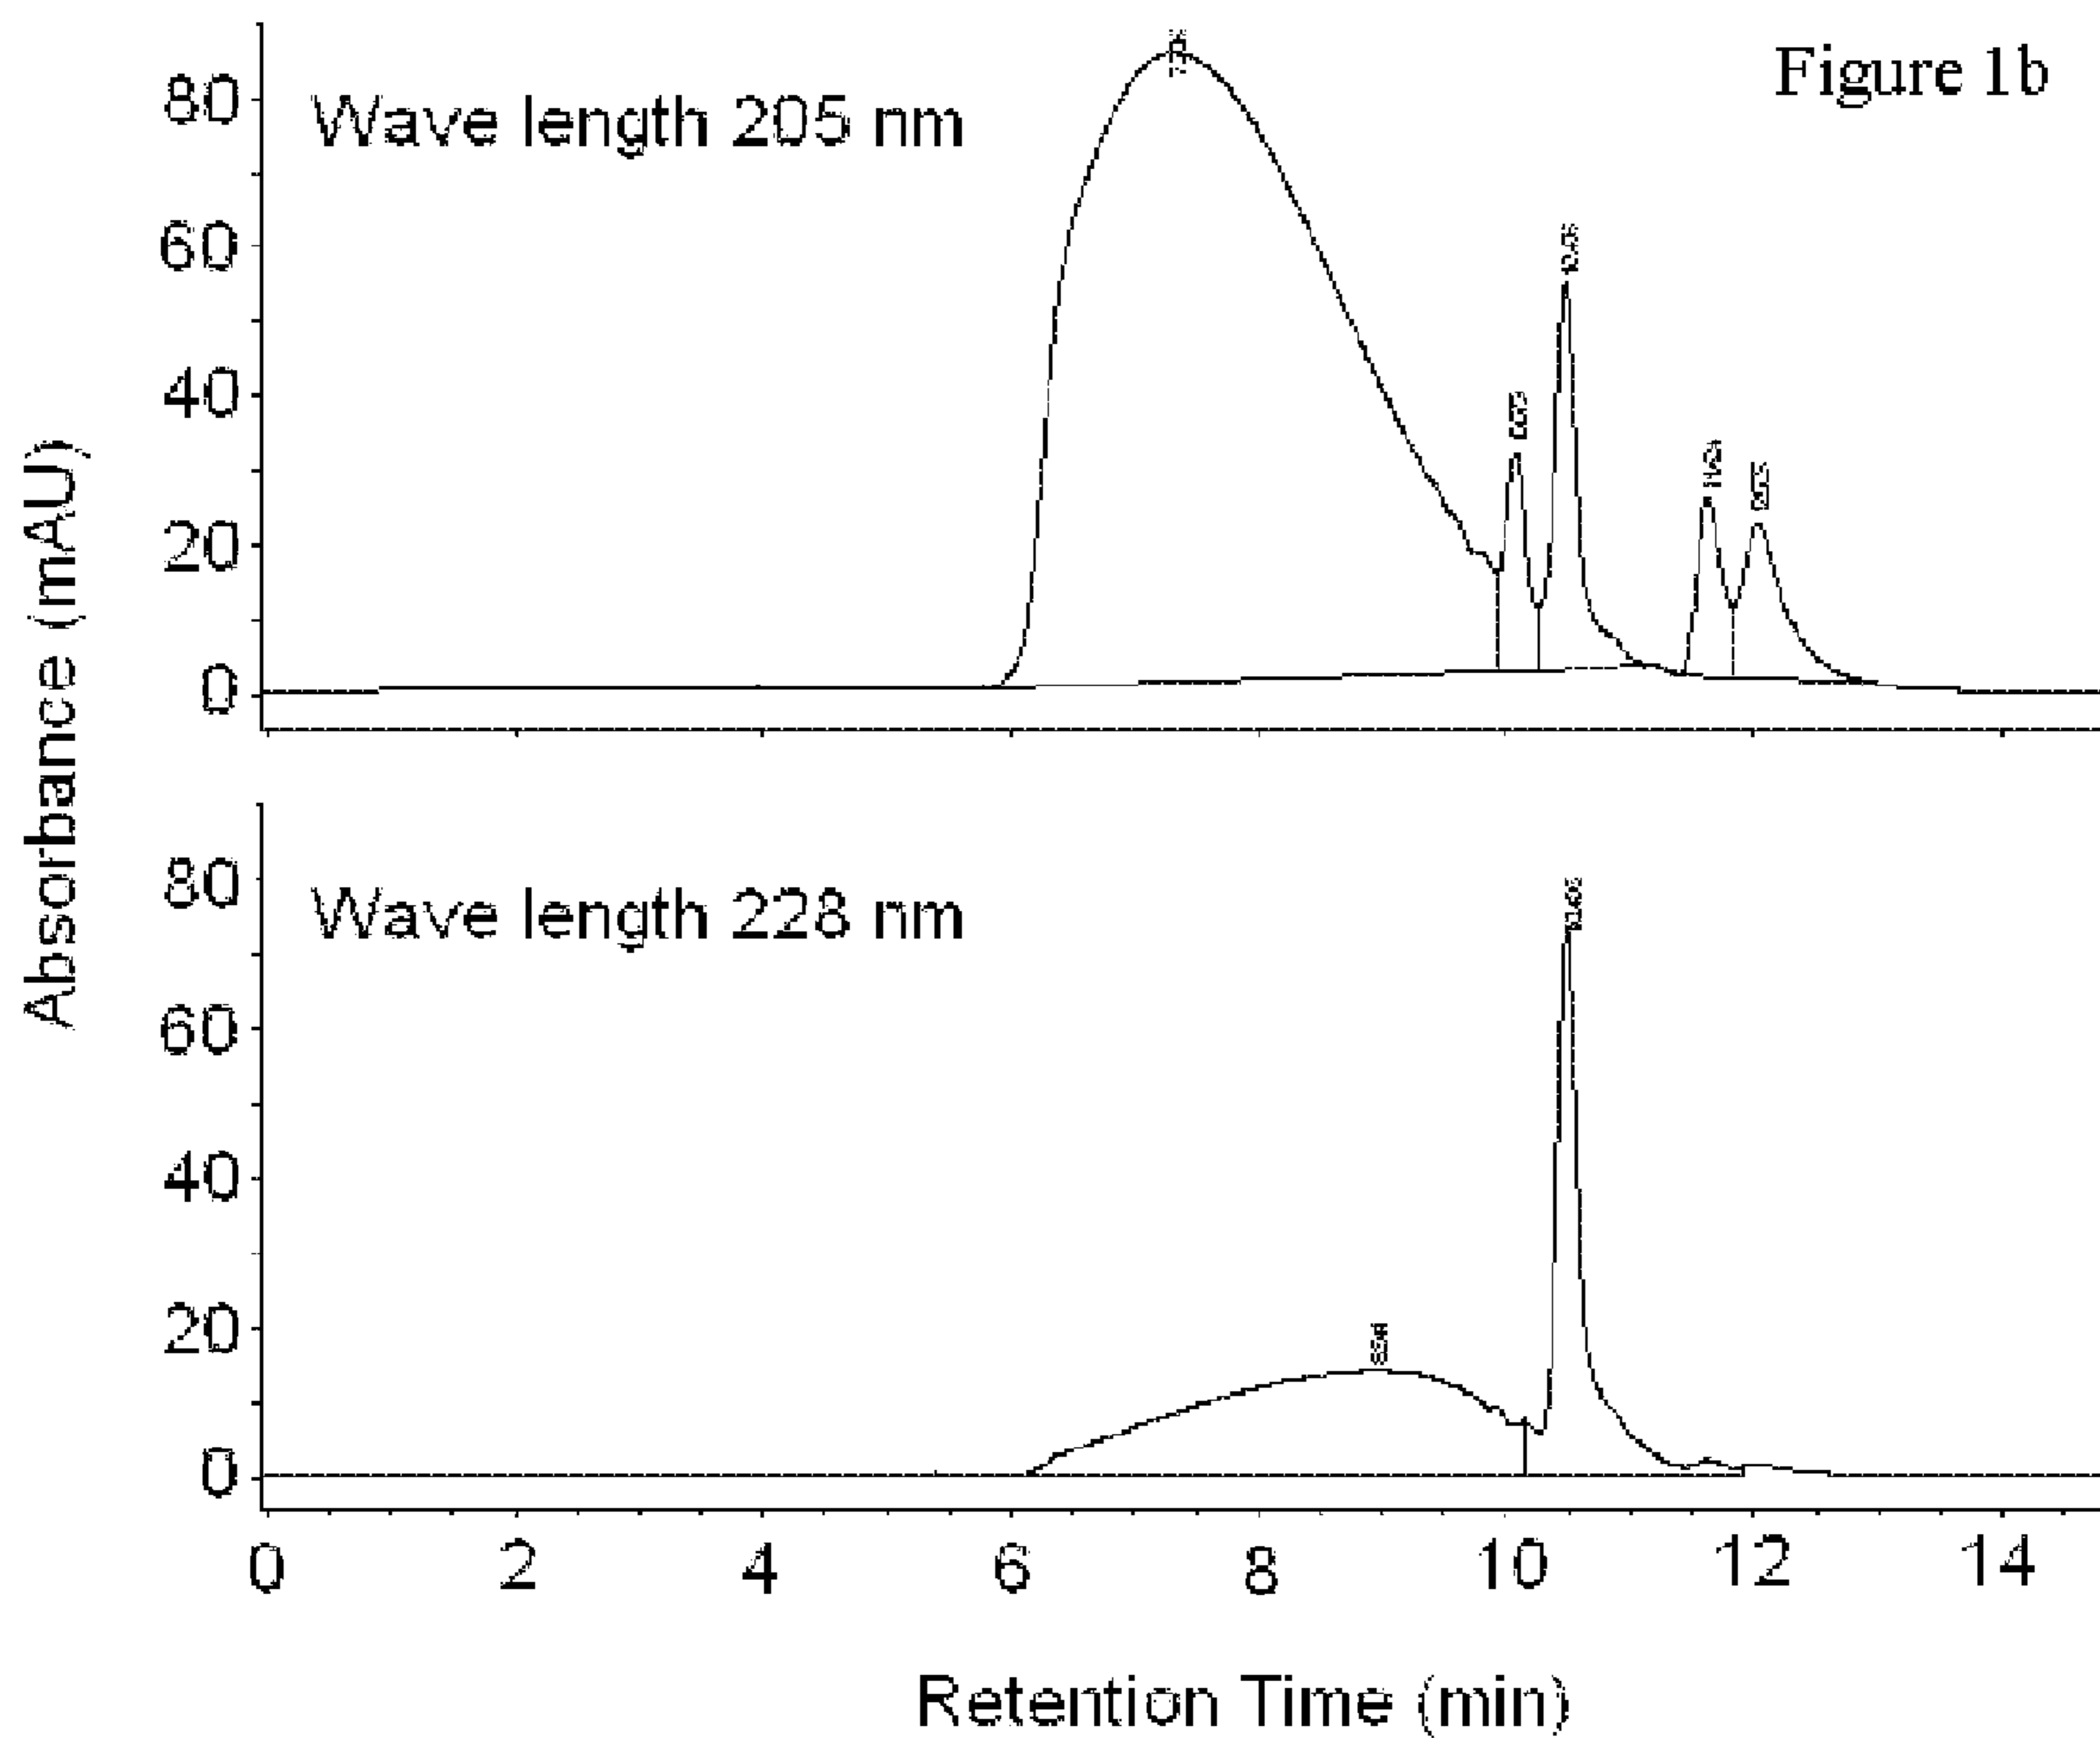 Figure 1b
Wave length 205 nm
80
60
40
20
0
Absorbance (mAU)
Wave length 228 nm
80
60
40
20
0
0 2 4 6 8 10 12 14
Retention Time (min)